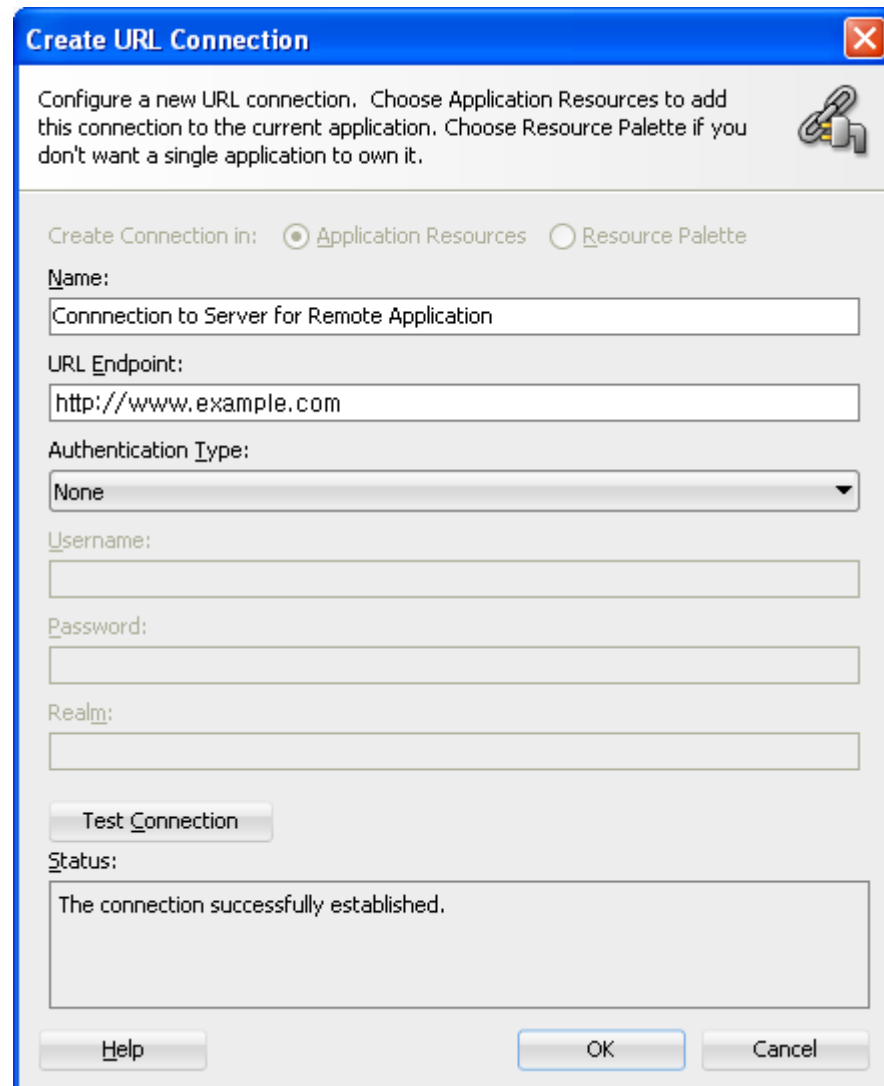 Create URL Connection
Configure a new URL connection. Choose Application Resources to add
this connection to the current application. Choose Resource Palette if you
don't want a single application to own it.
Create Connection in: Application Resources Resource Palette
Name:
Connnection to Server for Remote Application
URL Endpoint:
http://www.example.com
Authentication Type:
None
Username:
Password:
Realm:
Test Connection
Status:
The connection successfully established.
Help OK Cancel